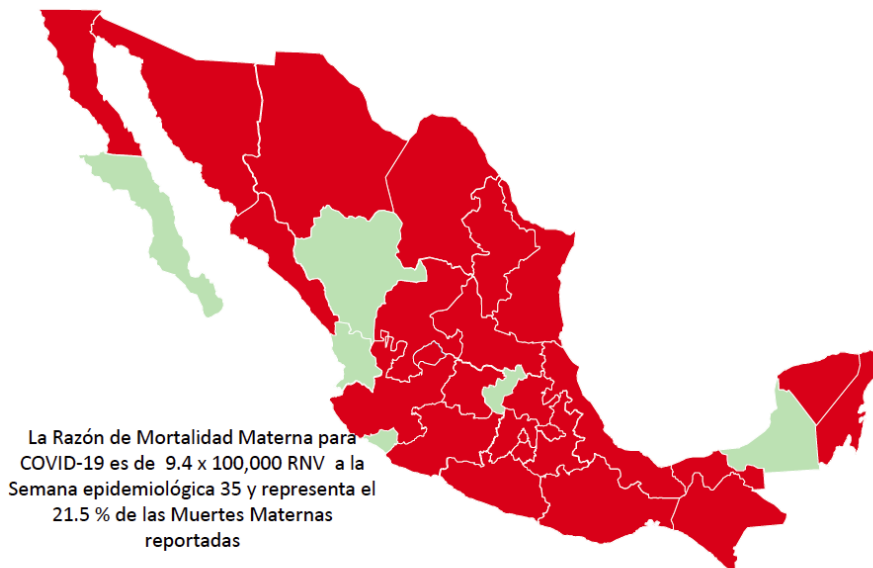 La Razón de Mortalidad Materna para
COVID-19 es de 9.4 x 100,000 RNV a la
Semana epidemiológica 35 y representa el
21.5 % de las Muertes Maternas
reportadas